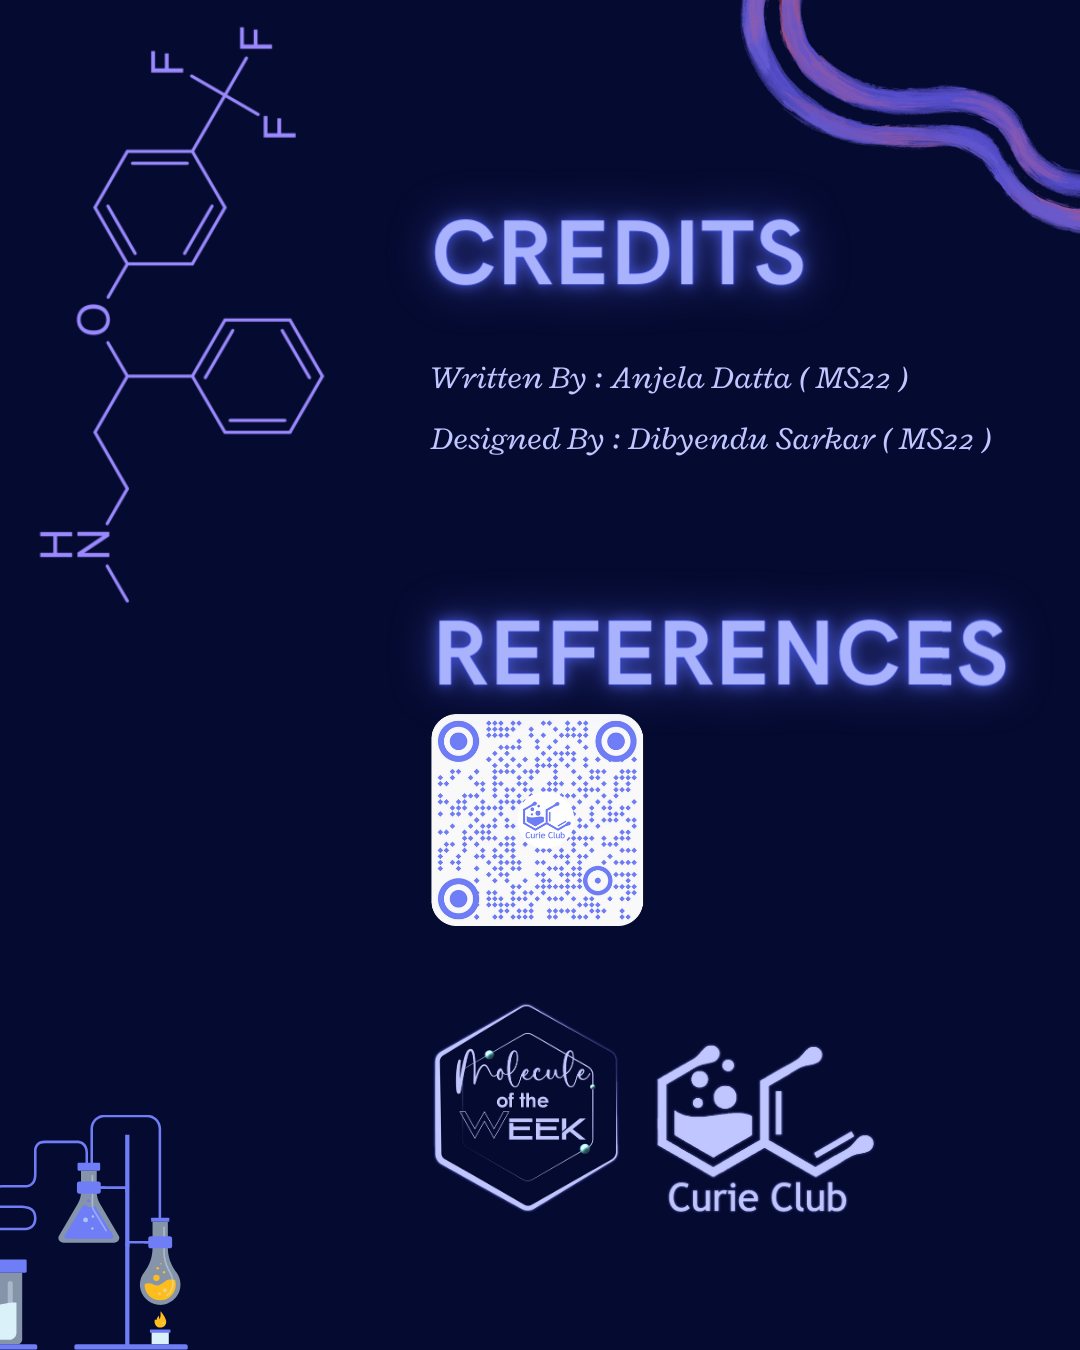 F
F
F
O
HN
CREDITS
Written By : Anjela Datta ( MS22 )
Designed By : Dibyendu Sarkar ( MS22 )
REFERENCES
Curie Club
Molecule
of the
WEEK
Curie Club